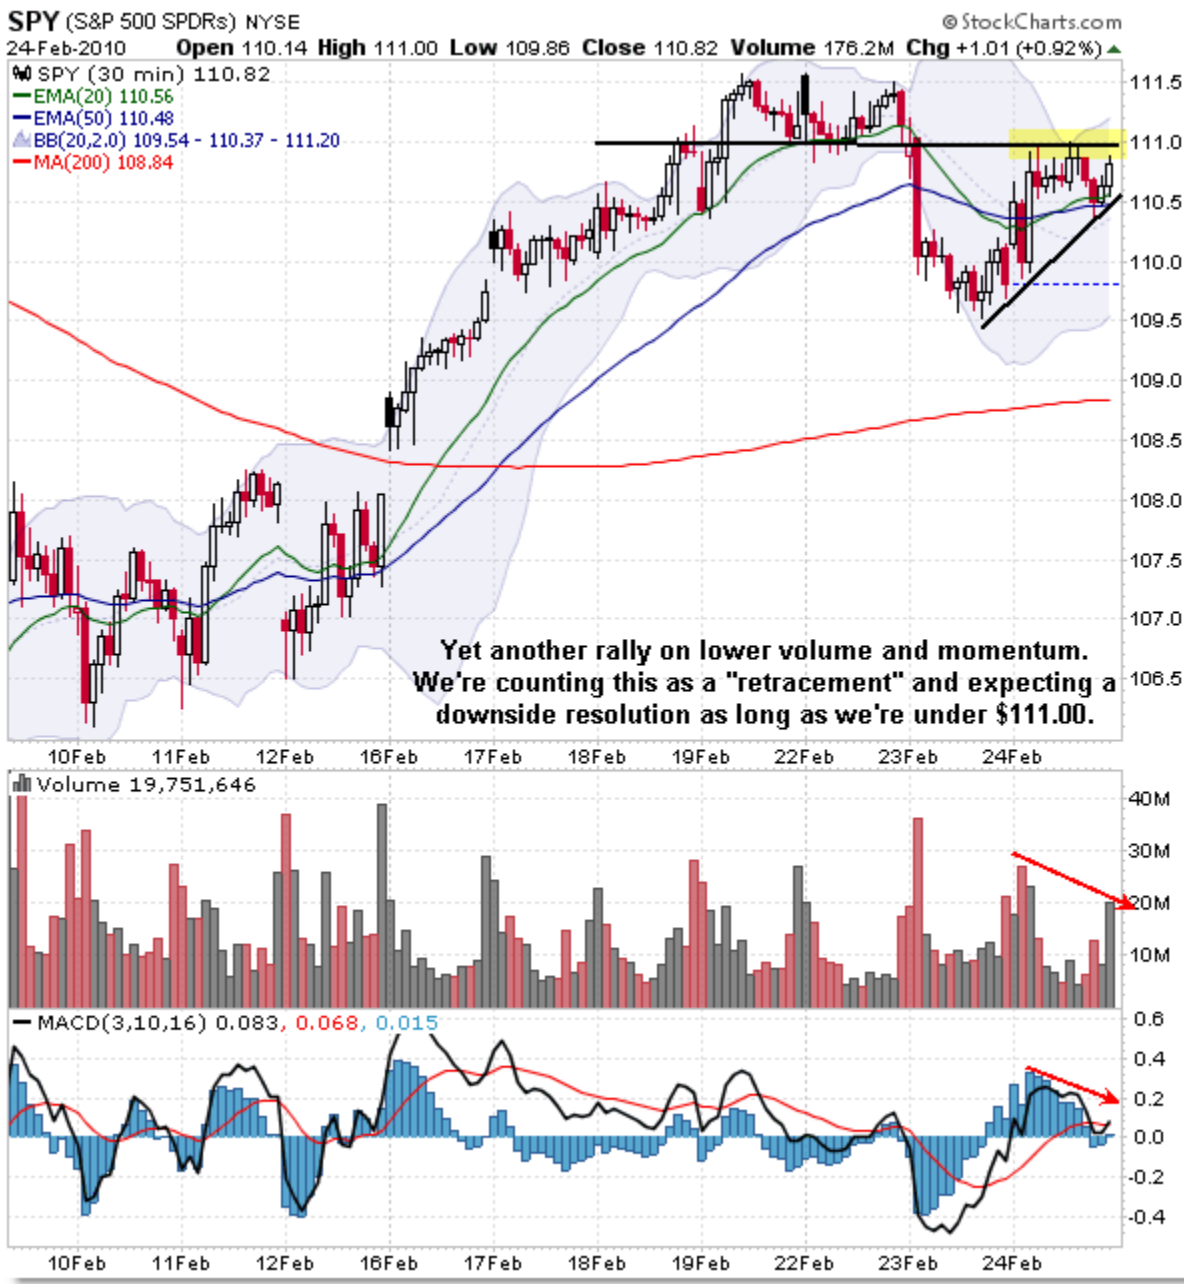 SPY (S&P 500 SPDRs) NYSE
© StockCharts.com
24-Feb-2010 Open 110.14 High 111.00 Low 109.86 Close 110.82 Volume 176.2M Chg +1.01 (+0.92%)
SPY (30 min) 110.82
EMA(20) 110.56
EMA(50) 110.48
BB(20,2.0) 109.54 - 110.37 - 111.20
MA(200) 108.84
111.5
111.0
110.5
110.0
109.5
109.0
108.5
108.0
107.5
107.0
106.5
Yet another rally on lower volume and momentum.
We're counting this as a "retracement" and expecting a
downside resolution as long as we're under $111.00.
10Feb 11Feb 12Feb 16Feb 17Feb 18Feb 19Feb 22Feb 23Feb 24Feb
Volume 19,751,646
40M
30M
20M
10M
MACD(3,10,16) 0.083, 0.068, 0.015
0.6
0.4
0.2
0.0
-0.2
-0.4
10Feb 11Feb 12Feb 16Feb 17Feb 18Feb 19Feb 22Feb 23Feb 24Feb